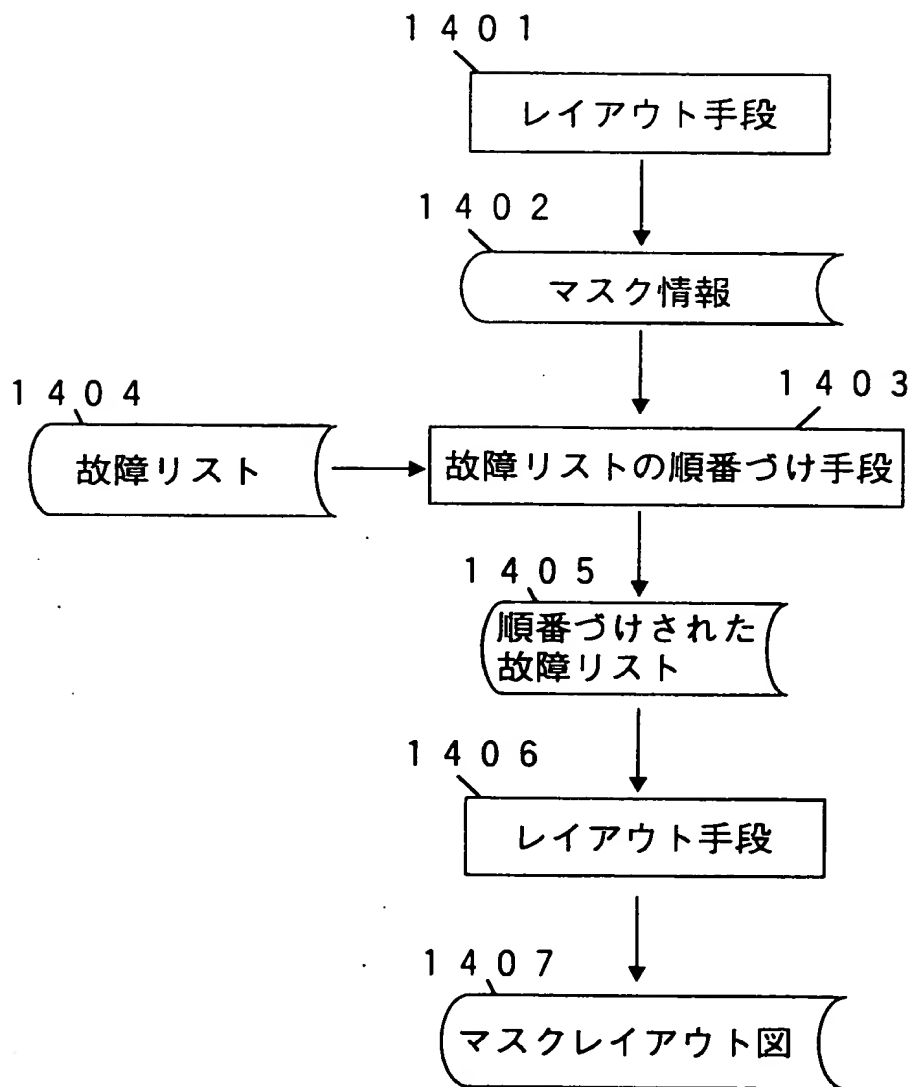 1401
レイアウト手段
1402
マスク情報
1404
故障リスト
1403
故障リストの順番づけ手段
1405
順番づけされた
故障リスト
1406
レイアウト手段
1407
マスクレイアウト図